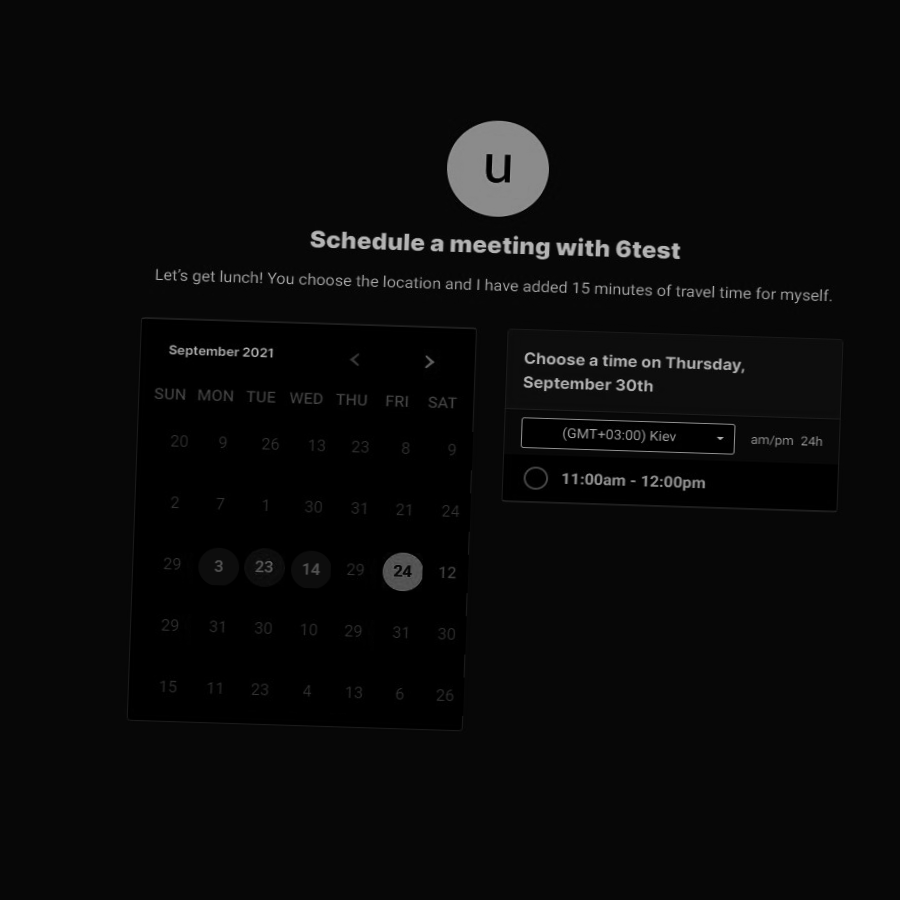 u
Schedule a meeting with 6test
Let's get lunch! You choose the location and I have added 15 minutes of travel time for myself.
September 2021
SUN MON TUE WED THU FRI SAT
20 9 26 13 23 8 9
2 7 1 30 31 21 24
29 3 23 14 29 24 12
29 31 30 10 29 31 30
15 11 23 4 13 6 26
Choose a time on Thursday,
September 30th
(GMT+03:00) Kiev
am/pm 24h
11:00am - 12:00pm